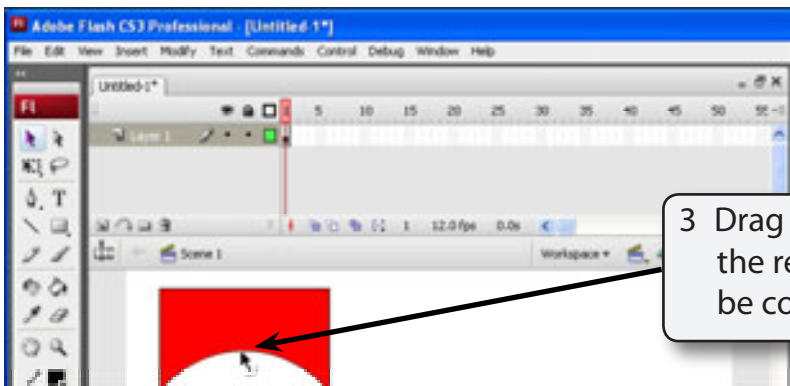 Adobe Flash CS3 Professional - [Untitled-1*]
File Edit View Insert Modify Text Commands Control Debug Window Help
Untitled-1*
Fl
5 10 15 20 25 30 35 40 45 50 55
Layer 1
T
1 12.0 fps 0.0s
Scene 1
Workspace
3 Drag
the re
be co